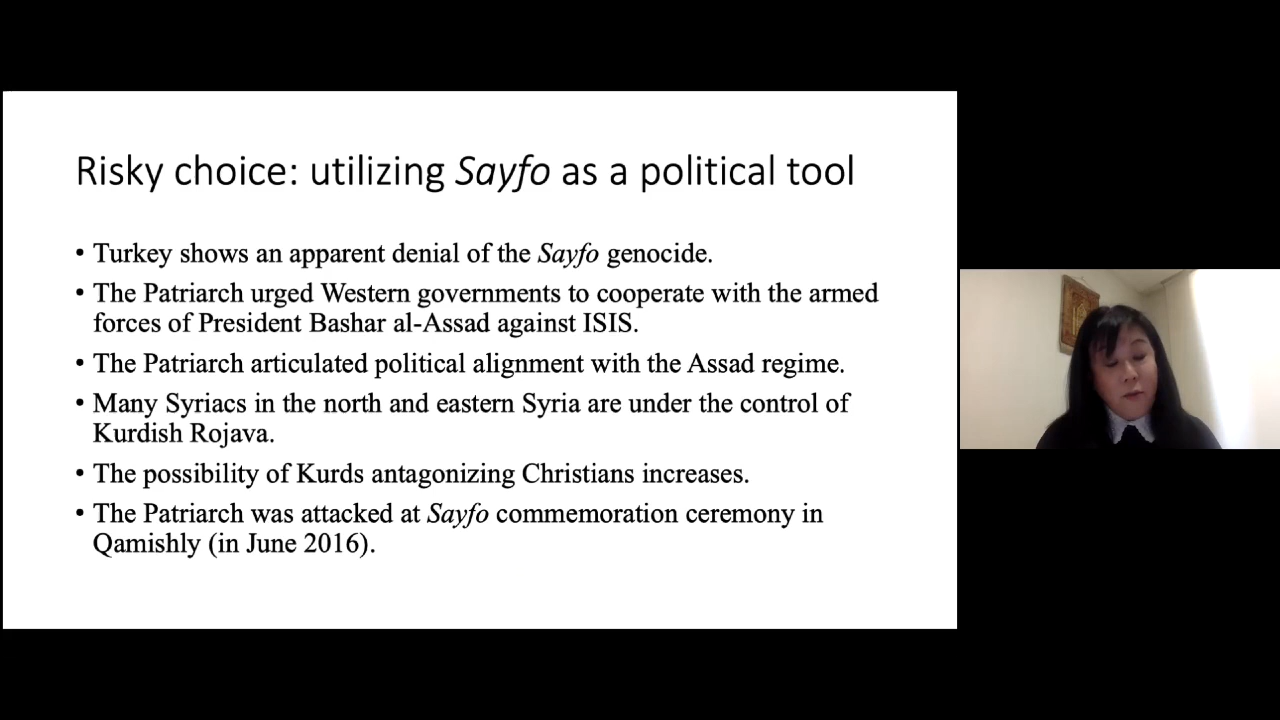 Risky choice: utilizing Sayfo as a political tool
• Turkey shows an apparent denial of the Sayfo genocide.
• The Patriarch urged Western governments to cooperate with the armed
forces of President Bashar al-Assad against ISIS.
• The Patriarch articulated political alignment with the Assad regime.
• Many Syriacs in the north and eastern Syria are under the control of
Kurdish Rojava.
• The possibility of Kurds antagonizing Christians increases.
• The Patriarch was attacked at Sayfo commemoration ceremony in
Qamishly (in June 2016).